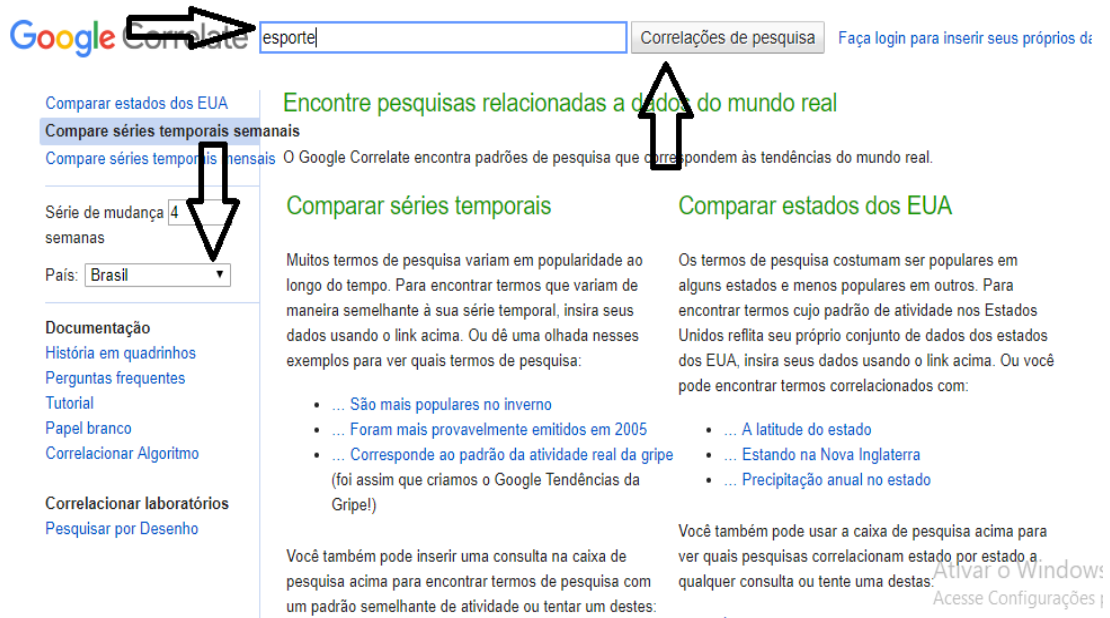 Google Correlate esporte Correlações de pesquisa Faça login para inserir seus próprios da
Comparar estados dos EUA
Compare séries temporais semanais
Compare séries temporais mensais
Série de mudança 4
semanas
País: Brasil
Documentação
História em quadrinhos
Perguntas frequentes
Tutorial
Papel branco
Correlacionar Algoritmo
Correlacionar laboratórios
Pesquisar por Desenho
Encontre pesquisas relacionadas a dados do mundo real
O Google Correlate encontra padrões de pesquisa que correspondem às tendências do mundo real.
Comparar séries temporais
Muitos termos de pesquisa variam em popularidade ao
longo do tempo. Para encontrar termos que variam de
maneira semelhante à sua série temporal, insira seus
dados usando o link acima. Ou dê uma olhada nesses
exemplos para ver quais termos de pesquisa:
• ... São mais populares no inverno
• ... Foram mais provavelmente emitidos em 2005
• ... Corresponde ao padrão da atividade real da gripe
(foi assim que criamos o Google Tendências da
Gripe!)
Você também pode inserir uma consulta na caixa de
pesquisa acima para encontrar termos de pesquisa com
um padrão semelhante de atividade ou tentar um destes:
Comparar estados dos EUA
Os termos de pesquisa costumam ser populares em
alguns estados e menos populares em outros. Para
encontrar termos cujo padrão de atividade nos Estados
Unidos reflita seu próprio conjunto de dados dos estados
dos EUA, insira seus dados usando o link acima. Ou você
pode encontrar termos correlacionados com:
• ... A latitude do estado
• ... Estando na Nova Inglaterra
• ... Precipitação anual no estado
Você também pode usar a caixa de pesquisa acima para
ver quais pesquisas correlacionam estado por estado a
qualquer consulta ou tente uma destas:
Ativar o Windows
Acesse Configurações p